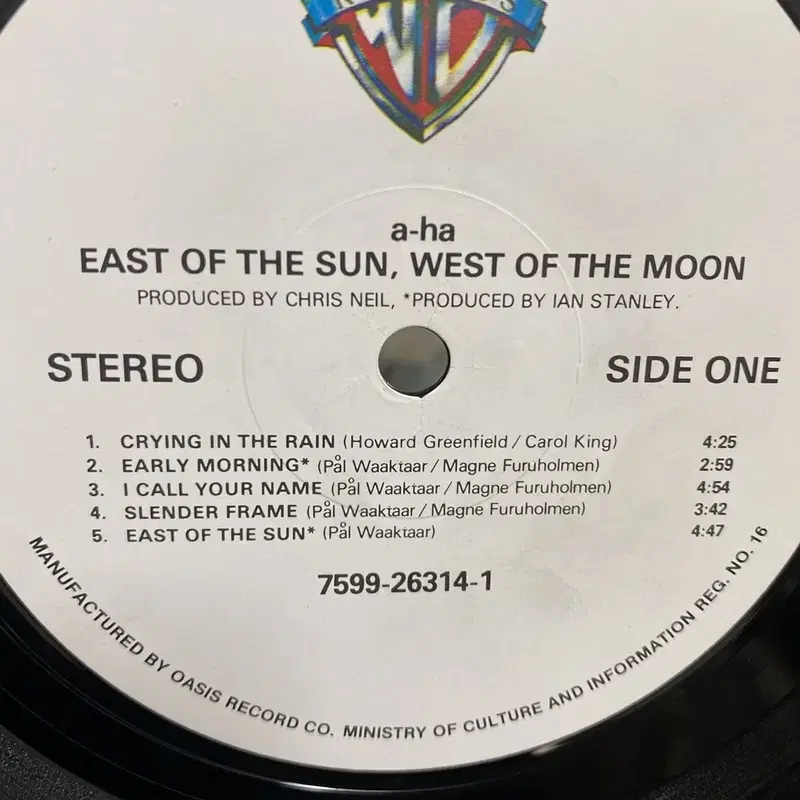 a-ha
EAST OF THE SUN, WEST OF THE MOON
PRODUCED BY CHRIS NEIL, *PRODUCED BY IAN STANLEY.
STEREO
SIDE ONE
1. CRYING IN THE RAIN (Howard Greenfield / Carol King) 4:25
2. EARLY MORNING* (Pål Waaktaar / Magne Furuholmen) 2:59
3. I CALL YOUR NAME (Pål Waaktaar / Magne Furuholmen) 4:54
4. SLENDER FRAME (Pål Waaktaar / Magne Furuholmen) 3:42
5. EAST OF THE SUN* (Pål Waaktaar) 4:47
7599-26314-1
MANUFACTURED BY OASIS RECORD CO. MINISTRY OF CULTURE AND INFORMATION REG. NO. 16